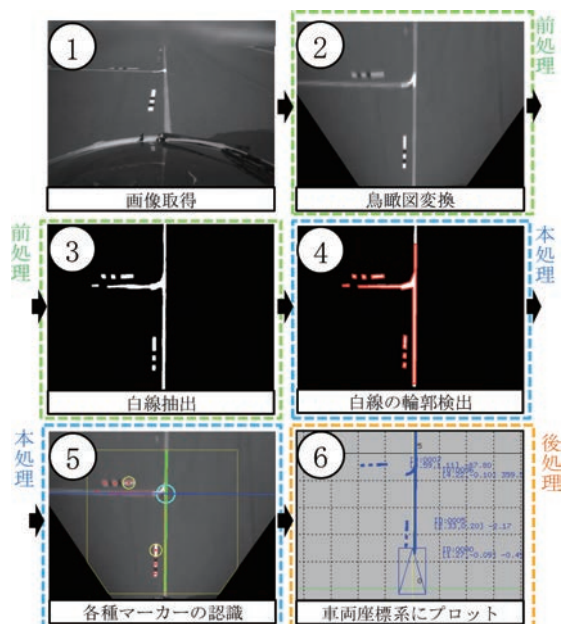 1
画像取得
2
鳥瞰図変換
前処理
前処理
3
白線抽出
4
白線の輪郭検出
本処理
本処理
5
各種マーカーの認識
6
5
0
車両座標系にプロット
後処理